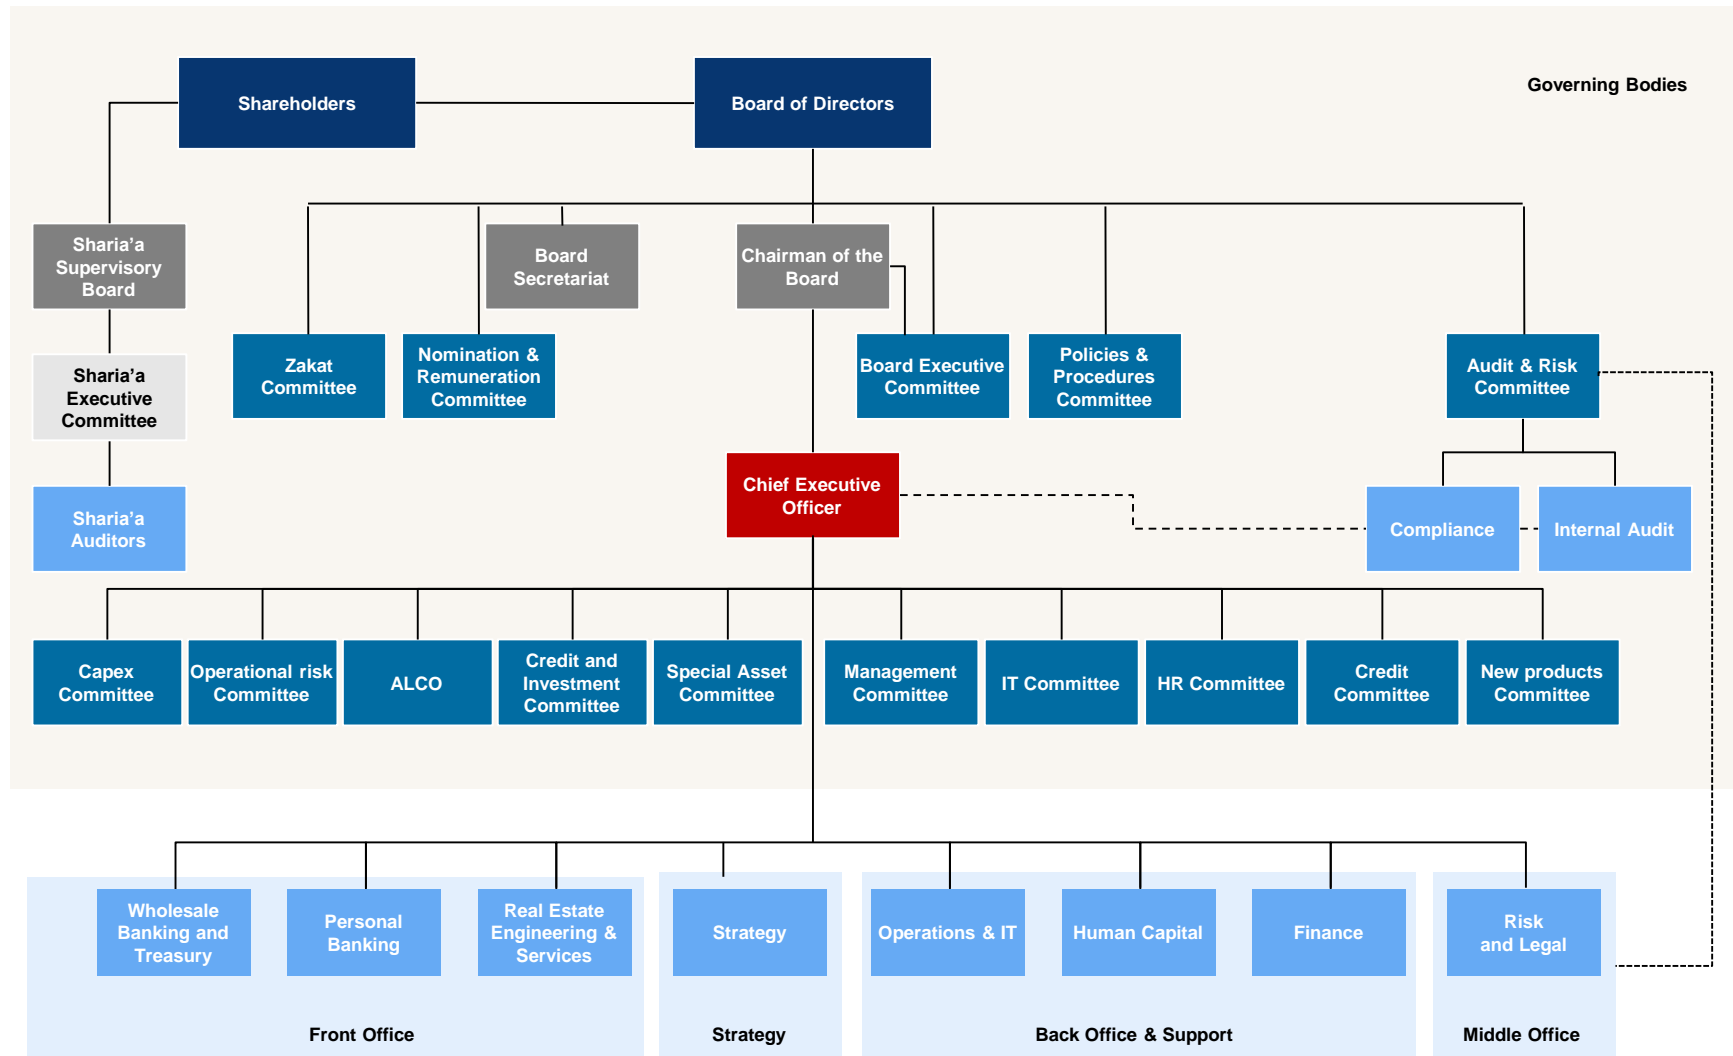 Governing Bodies
Shareholders
Board of Directors
Sharia’a
Supervisory
Board
Board
Secretariat
Chairman of the
Board
Zakat
Committee
Nomination &
Remuneration
Committee
Board Executive
Committee
Policies &
Procedures
Committee
Audit & Risk
Committee
Sharia’a
Executive
Committee
Chief Executive
Officer
Sharia’a
Auditors
Compliance
Internal Audit
Capex
Committee
Operational risk
Committee
ALCO
Credit and
Investment
Committee
Special Asset
Committee
Management
Committee
IT Committee
HR Committee
Credit
Committee
New products
Committee
Wholesale
Banking and
Treasury
Personal
Banking
Real Estate
Engineering &
Services
Strategy
Operations & IT
Human Capital
Finance
Risk
and Legal
Front Office
Strategy
Back Office & Support
Middle Office